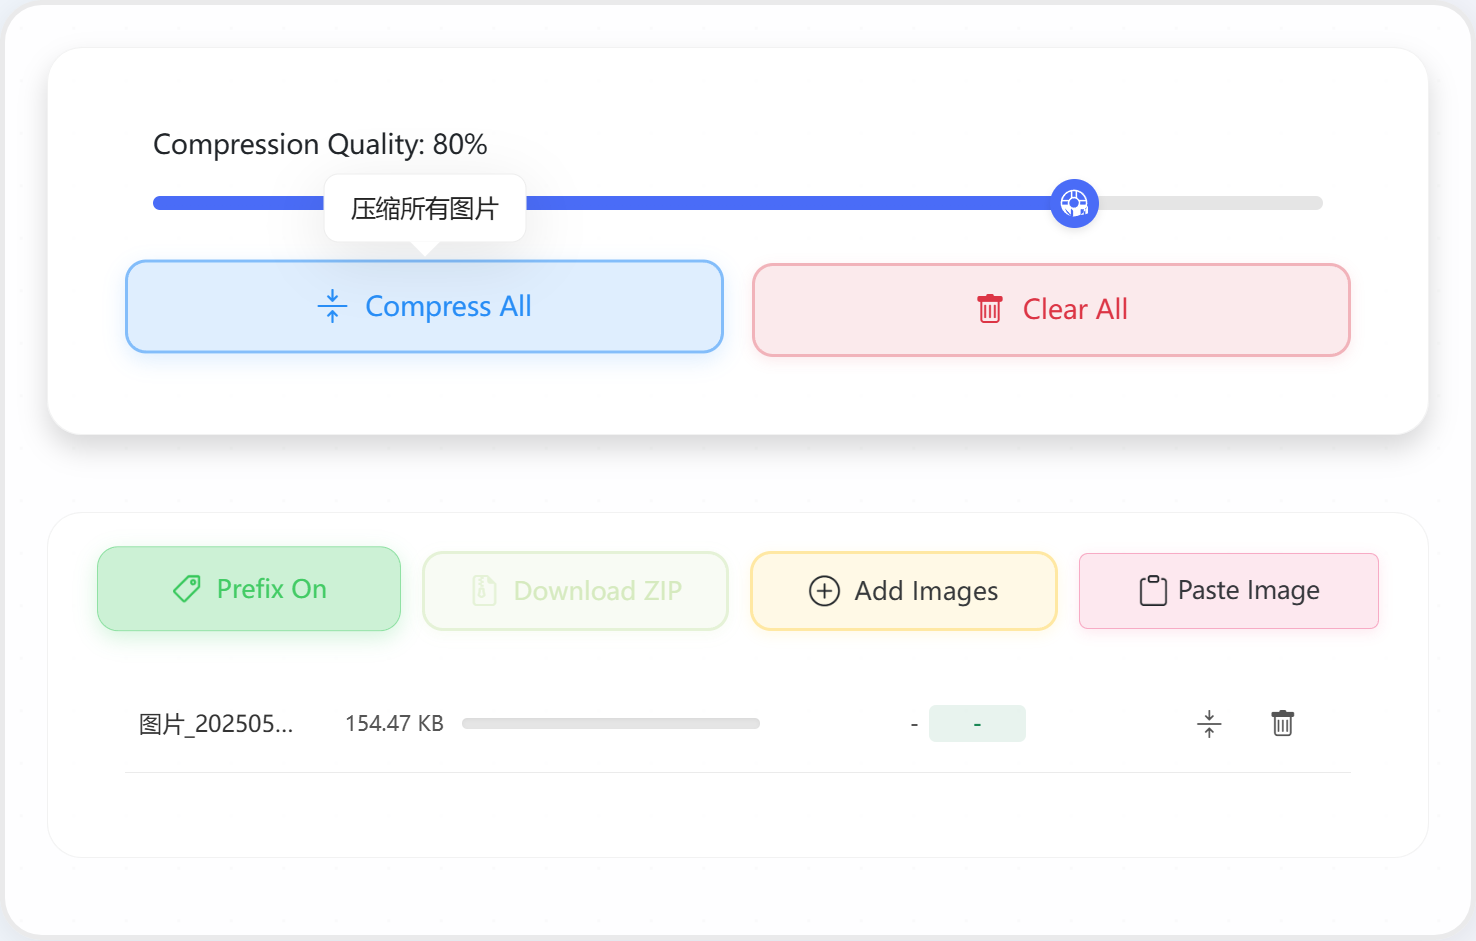 Compression Quality: 80%
压缩所有图片
Compress All
Clear All
Prefix On
Download ZIP
Add Images
Paste Image
图片_202505...
154.47 KB
-
-